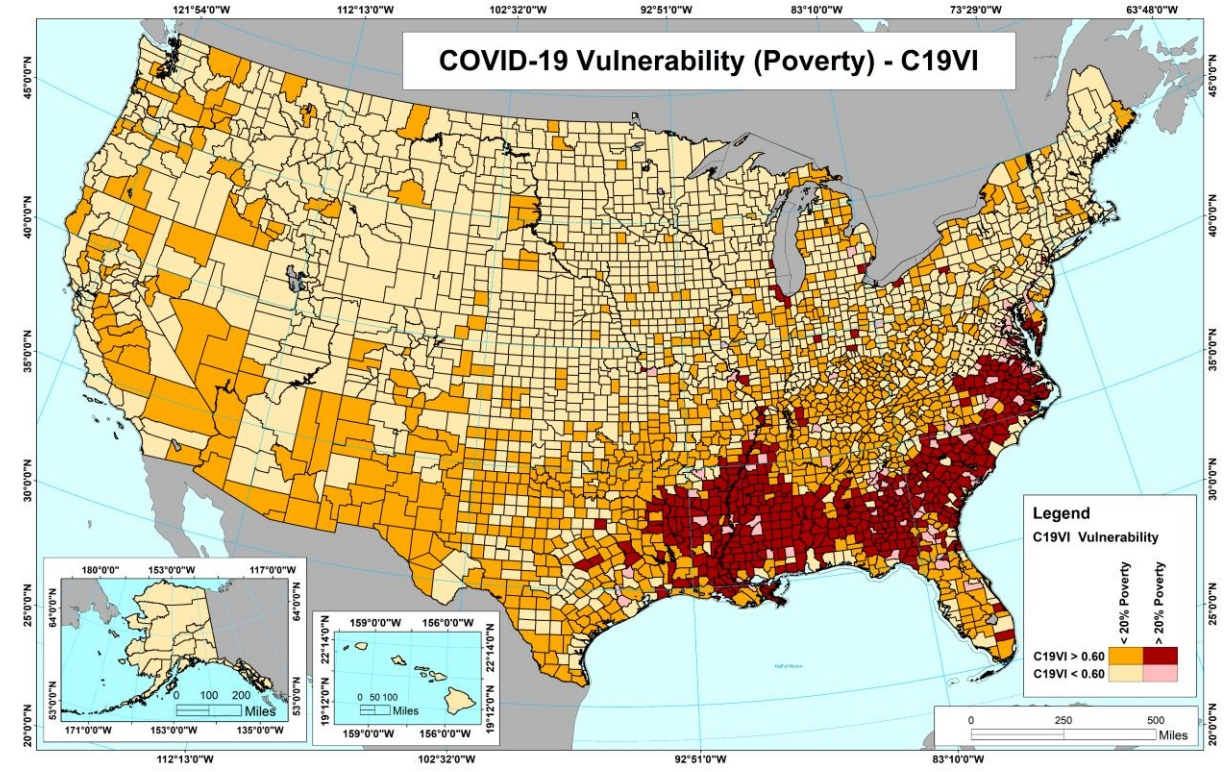 121°54'0"W 112°13'0"W 102°32'0"W 92°51'0"W 83°10'0"W 73°29'0"W 63°48'0"W
COVID-19 Vulnerability (Poverty) - C19VI
45°0'0"N
40°0'0"N
35°0'0"N
30°0'0"N
25°0'0"N
20°0'0"N
45°0'0"N
40°0'0"N
35°0'0"N
30°0'0"N
25°0'0"N
20°0'0"N
180°0'0" 153°0'0"W 117°0'0"W
64°0'0"N
64°0'0"N
53°0'0"N
53°0'0"N
0 100 200
Miles
171°0'0"W 153°0'0"W 135°0'0"W
159°0'0"W 156°0'0"W
22°14'0"N
22°14'0"N
19°12'0"N
19°12'0"N
0 50 100
Miles
159°0'0"W 156°0'0"W
Gulf of Mexico
Legend
C19VI Vulnerability
< 20% Poverty
> 20% Poverty
C19VI > 0.60
C19VI < 0.60
0 250 500
Miles
112°13'0"W 102°32'0"W 92°51'0"W 83°10'0"W